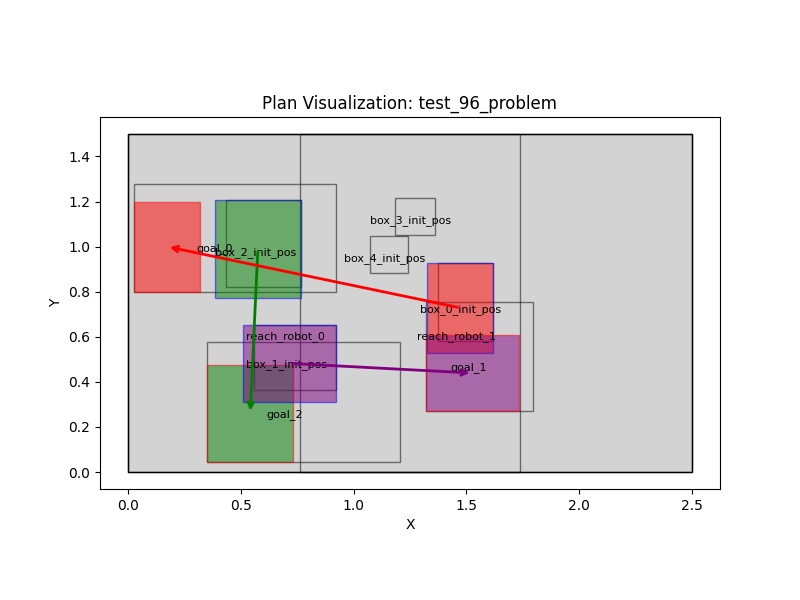 Plan Visualization: test_96_problem
1.4
1.2
1.0
0.8
0.6
0.4
0.2
0.0
Y
box_3_init_pos
goal_0
box_2_init_pos
box_4_init_pos
box_0_init_pos
reach_robot_0
reach_robot_1
box_1_init_pos
goal_1
goal_2
0.0
0.5
1.0
1.5
2.0
2.5
X